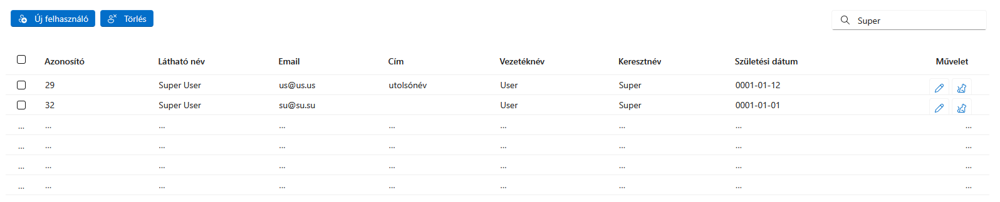 Új felhasználó Törlés Super
Azonosító Látható név Email Cím Vezetéknév Keresztnév Születési dátum Művelet
29 Super User us@us.us utolsónév User Super 0001-01-12
32 Super User su@su.su User Super 0001-01-01
... ... ... ... ... ... ... ... ...
... ... ... ... ... ... ... ... ...
... ... ... ... ... ... ... ... ...
... ... ... ... ... ... ... ... ...